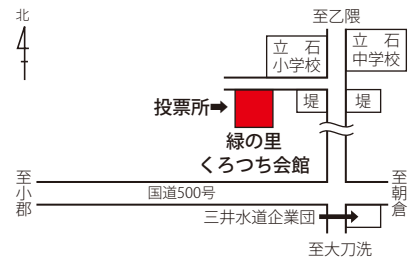 北
至乙隈
立石
小学校
立石
中学校
堤
堤
投票所
緑の里
くろつち会館
至小郡
国道500号
至朝倉
三井水道企業団
至大刀洗